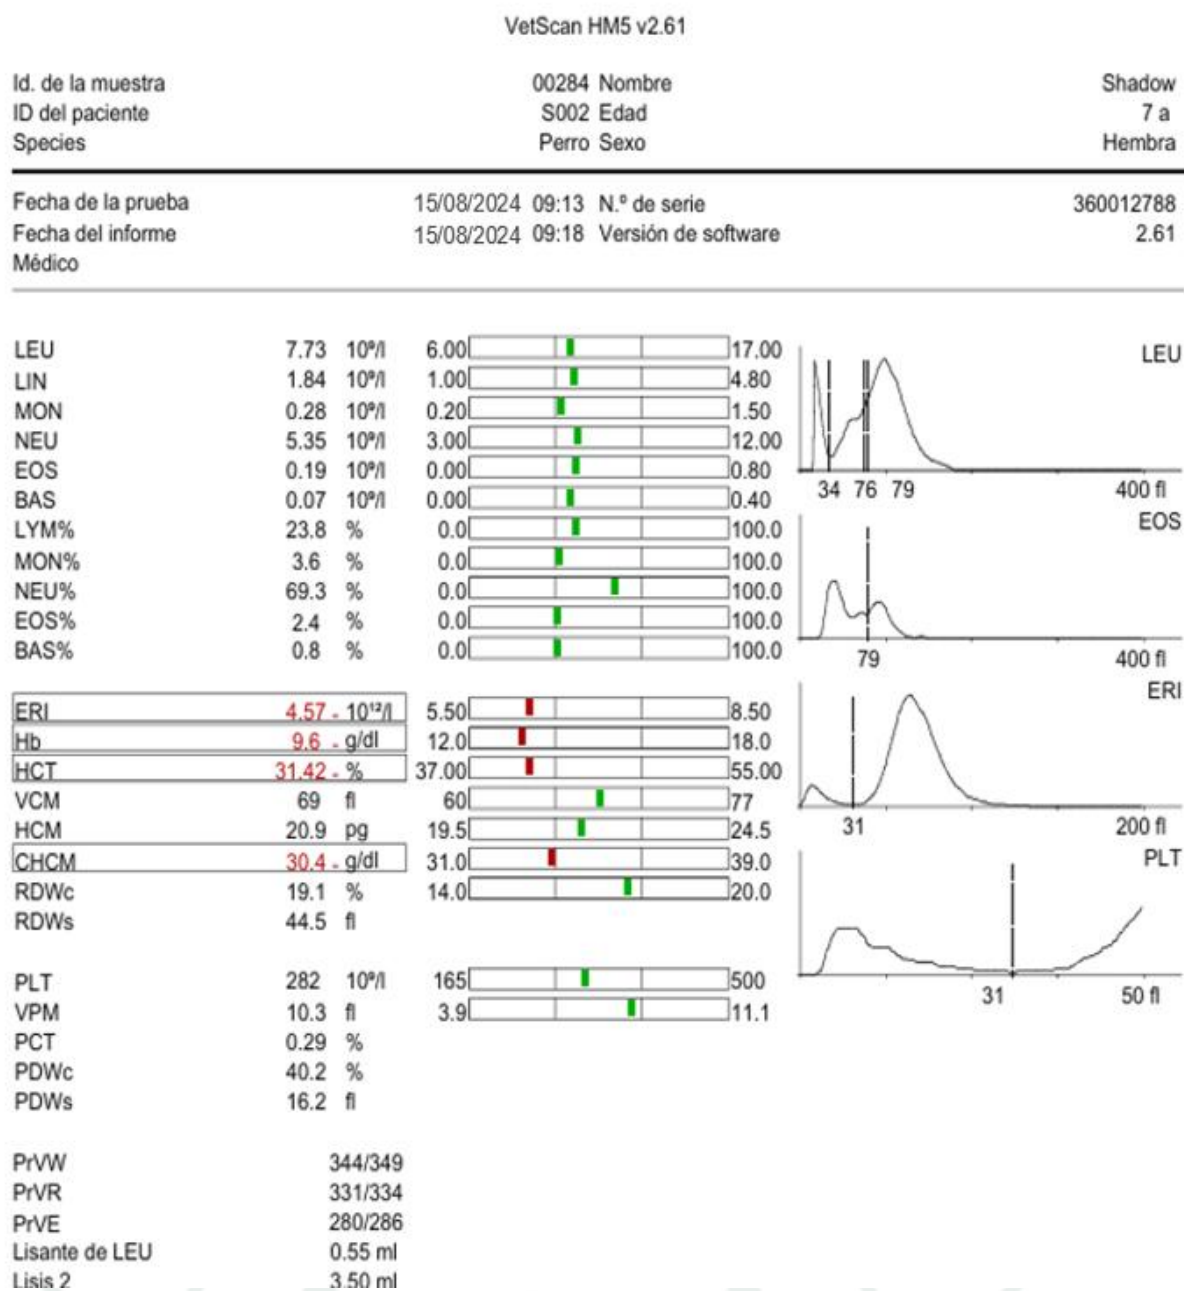 VetScan HM5 v2.61
Id. de la muestra 00284 Nombre Shadow
ID del paciente S002 Edad 7 a
Species Perro Sexo Hembra
Fecha de la prueba 15/08/2024 09:13 N.º de serie 360012788
Fecha del informe 15/08/2024 09:18 Versión de software 2.61
Médico
LEU 7.73 10⁹/l 6.00 17.00
LIN 1.84 10⁹/l 1.00 4.80
MON 0.28 10⁹/l 0.20 1.50
NEU 5.35 10⁹/l 3.00 12.00
EOS 0.19 10⁹/l 0.00 0.80
BAS 0.07 10⁹/l 0.00 0.40
LYM% 23.8 % 0.0 100.0
MON% 3.6 % 0.0 100.0
NEU% 69.3 % 0.0 100.0
EOS% 2.4 % 0.0 100.0
BAS% 0.8 % 0.0 100.0
ERI 4.57 - 10¹²/l 5.50 8.50
Hb 9.6 - g/dl 12.0 18.0
HCT 31.42 - % 37.00 55.00
VCM 69 fl 60 77
HCM 20.9 pg 19.5 24.5
CHCM 30.4 - g/dl 31.0 39.0
RDWc 19.1 % 14.0 20.0
RDWs 44.5 fl
PLT 282 10⁹/l 165 500
VPM 10.3 fl 3.9 11.1
PCT 0.29 %
PDWc 40.2 %
PDWs 16.2 fl
PrVW 344/349
PrVR 331/334
PrVE 280/286
Lisante de LEU 0.55 ml
Lisis 2 3.50 ml
LEU
34 76 79 400 fl
EOS
79 400 fl
ERI
31 200 fl
PLT
31 50 fl